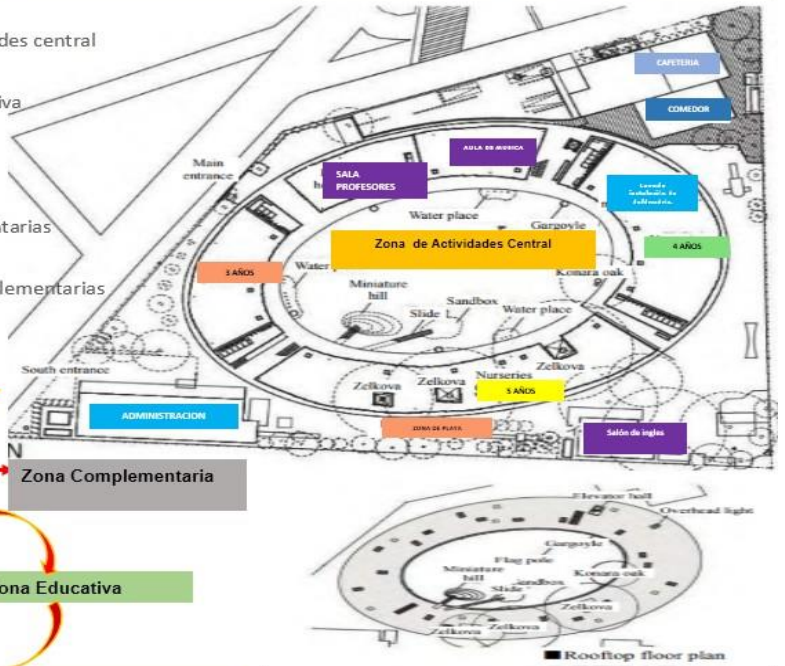 des central
iva
tarias
lementarias
CAFETERIA
COMEDOR
AULA DE MUSICA
Main
entrance
SALA
PROFESORES
Water place
Gargoyle
4 AÑOS
Zona de Actividades Central
3 AÑOS
Water
Konara oak
Miniature
hill
Sandbox
Slide
Water place
South entrance
Zelkova
Nurseries
Zelkova
Zelkova
5 AÑOS
ADMINISTRACION
ZONA DE PLAYA
Salón de ingles
N
Zona Complementaria
Elevator hall
Overhead light
Gargoyle
Flag pole
Miniature
hill
Konara oak
Slide
andbox
ona Educativa
Zelkova
Zelkova
Zelkova
Rooftop floor plan